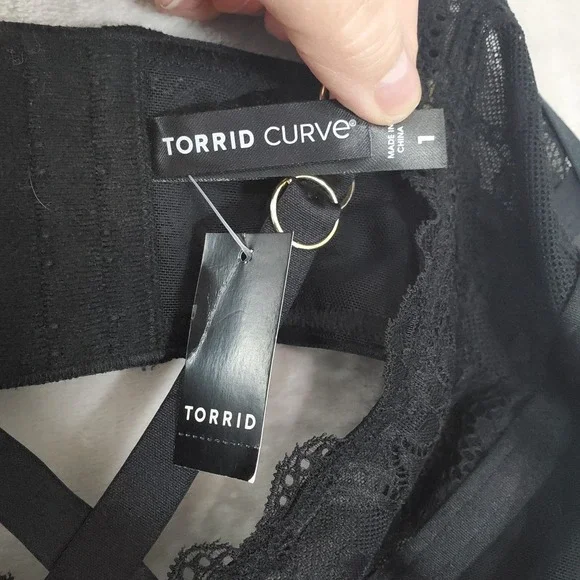 TORRID CURVE®
MADE IN
CHINA
1
TORRID